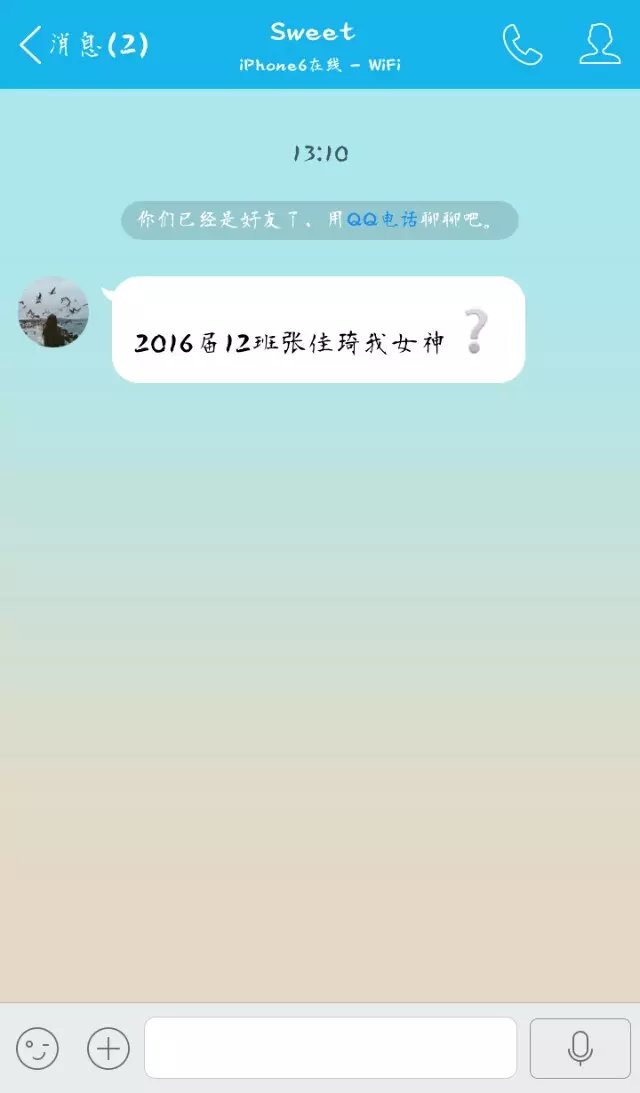 消息(2)
Sweet
iPhone6在线 - WiFi
13:10
你们已经是好友了、用QQ电话聊聊吧。
2016届12班张佳琦我女神❔